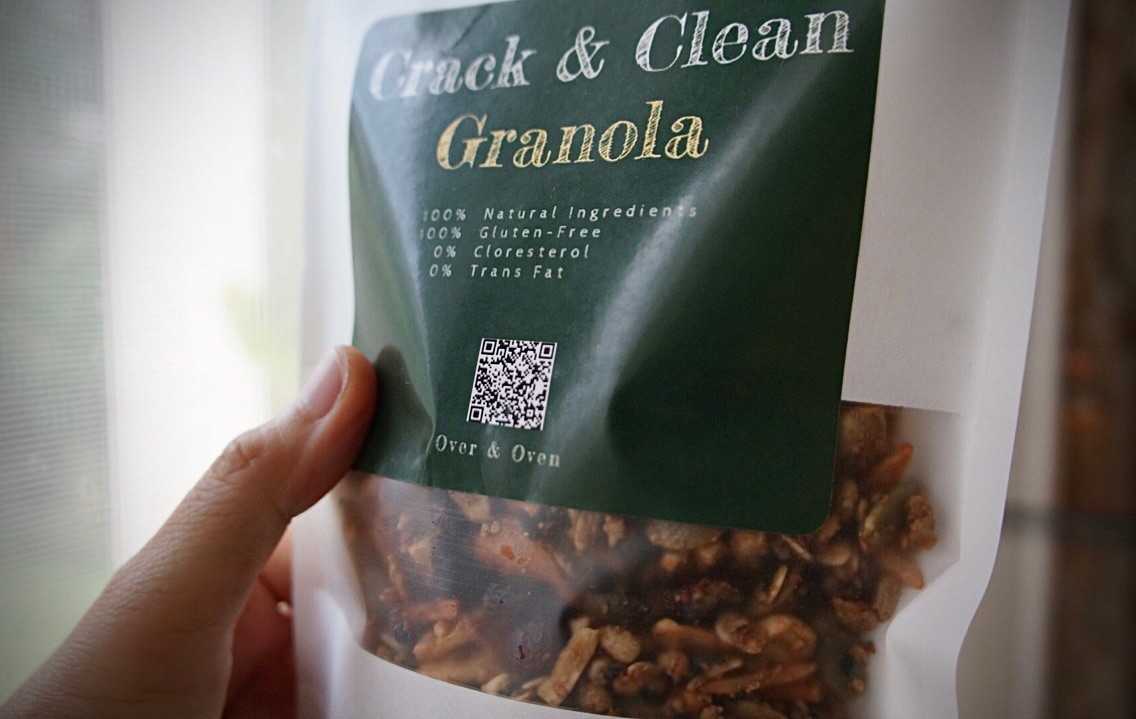 Crack & Clean
Granola
100% Natural Ingredients
100% Gluten-Free
0% Cloresterol
0% Trans Fat
Over & Oven